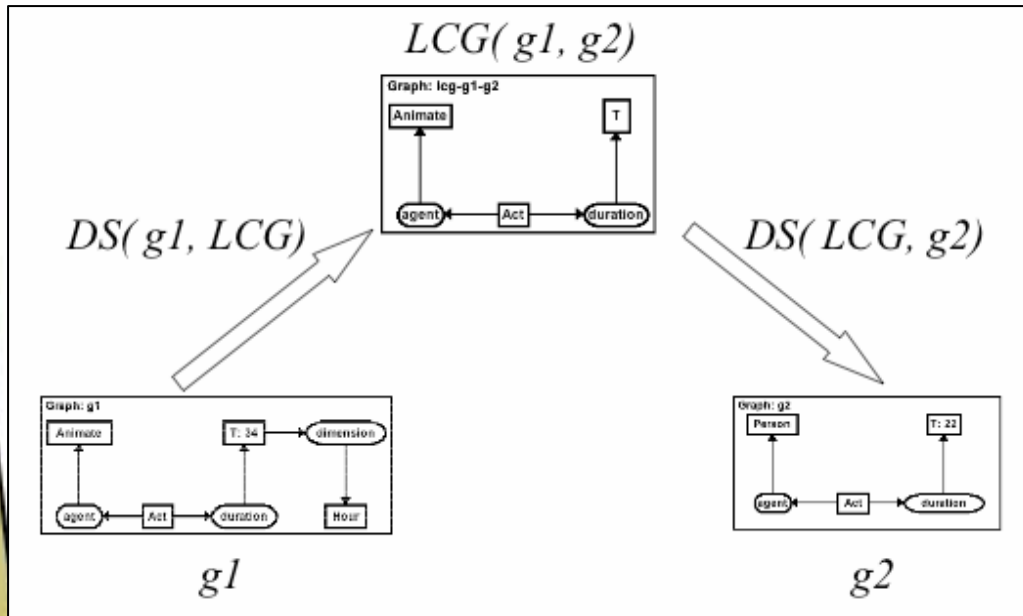 LCG( g1, g2)
Graph: lcg-g1-g2
Animate T
agent Act duration
DS( g1, LCG)
DS( LCG, g2)
Graph: g1
Animate T: 34 dimension
agent Act duration Hour
g1
Graph: g2
Person T: 22
agent Act duration
g2